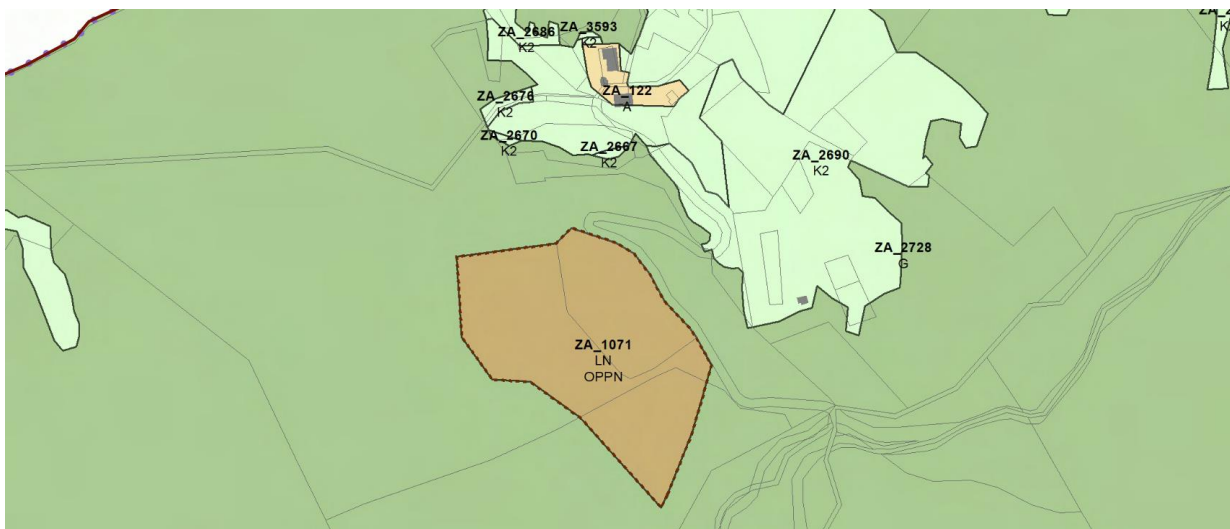 ZA_2686
K2
ZA_3593
K2
ZA_122
A
ZA_2676
K2
ZA_2670
K2
ZA_2667
K2
ZA_2690
K2
ZA_2728
G
ZA_1071
LN
OPPN